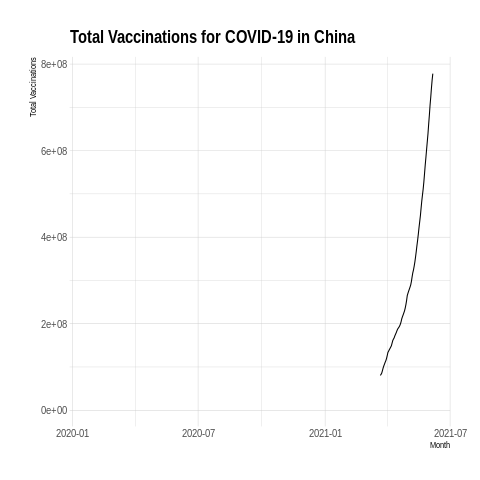 Total Vaccinations for COVID-19 in China
Total Vaccinations
8e+08
6e+08
4e+08
2e+08
0e+00
2020-01 2020-07 2021-01 2021-07
Month